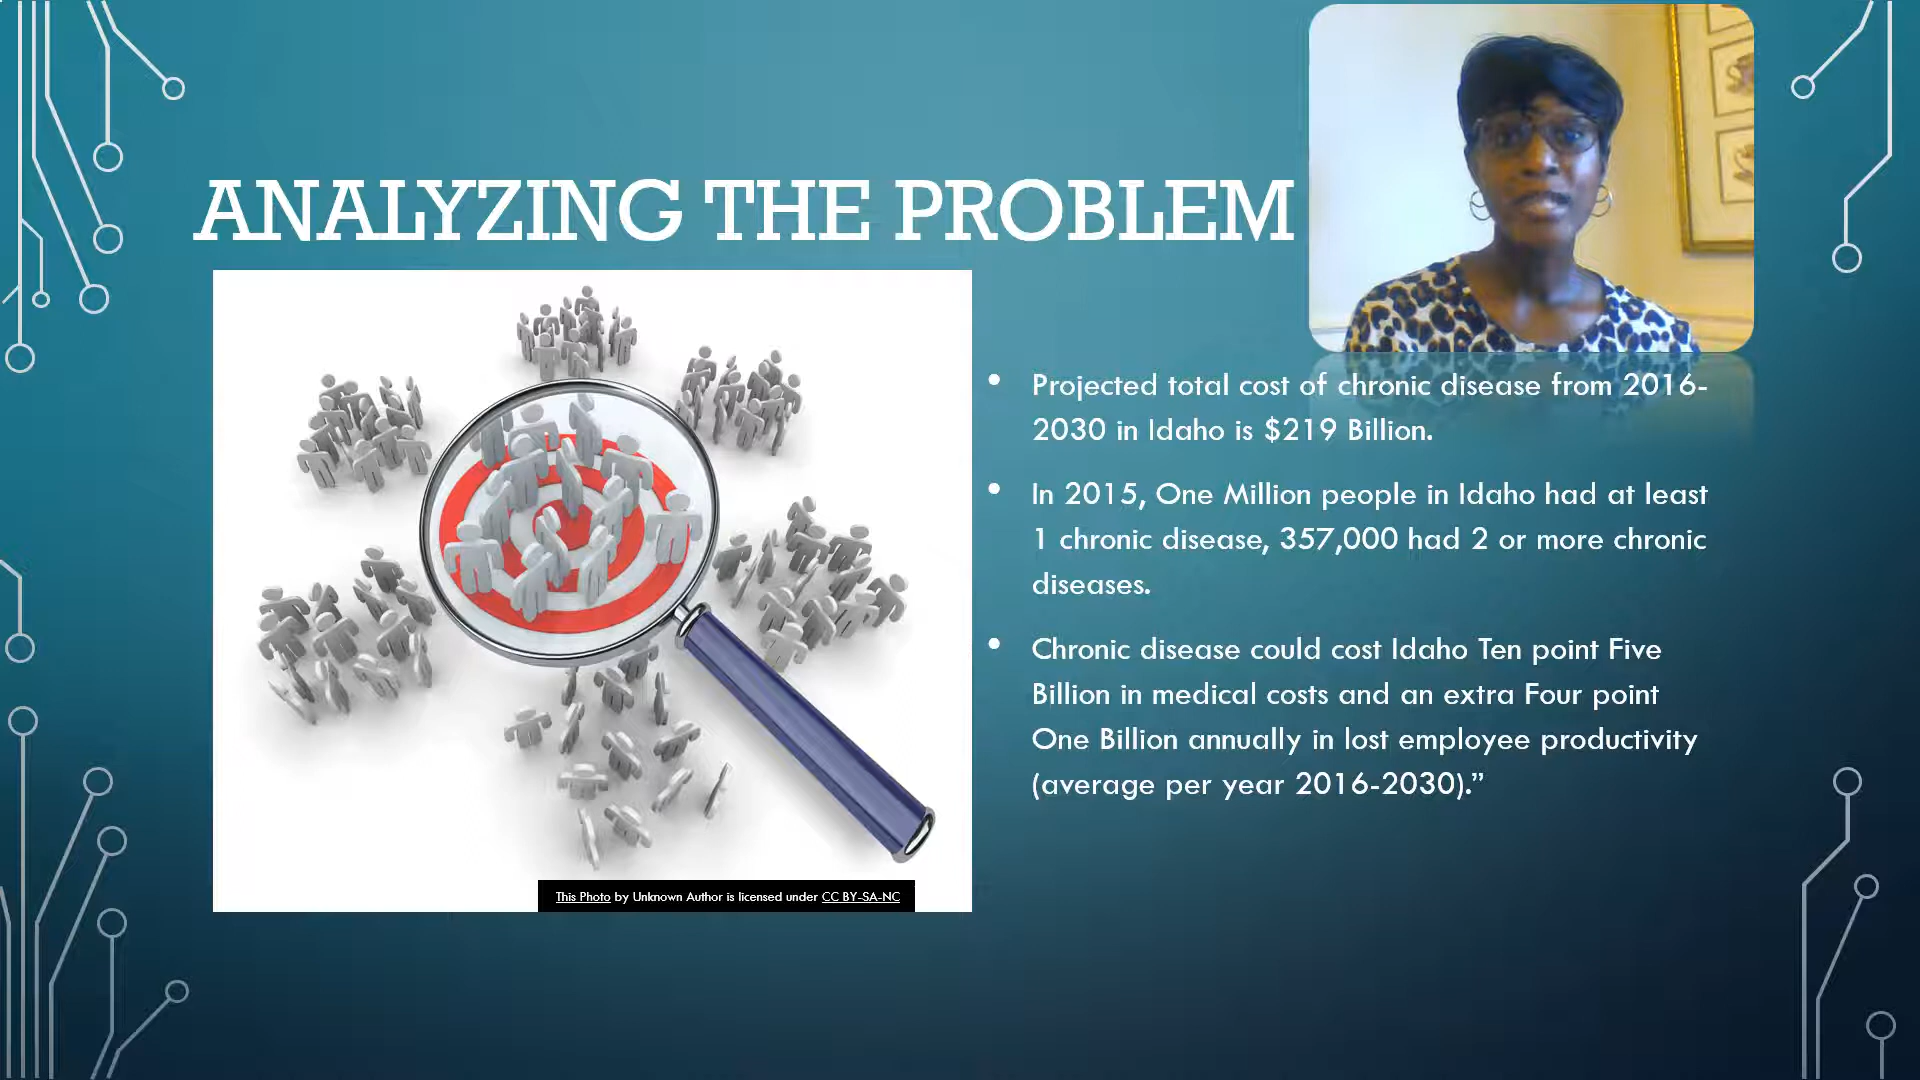 ANALYZING THE PROBLEM
• Projected total cost of chronic disease from 2016-
2030 in Idaho is $219 Billion.
• In 2015, One Million people in Idaho had at least
1 chronic disease, 357,000 had 2 or more chronic
diseases.
• Chronic disease could cost Idaho Ten point Five
Billion in medical costs and an extra Four point
One Billion annually in lost employee productivity
(average per year 2016-2030).”
This Photo by Unknown Author is licensed under CC BY-SA-NC